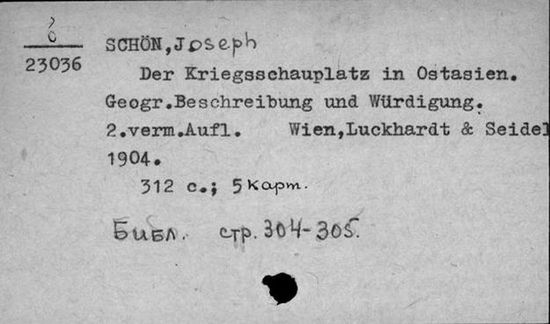 23036
SCHÖN, Joseph
Der Kriegsschauplatz in Ostasien.
Geogr.Beschreibung und Würdigung.
2.verm.Aufl. Wien,Luckhardt & Seidel
1904.
312 с.; 5 карт.
Библ. стр. 304-305.